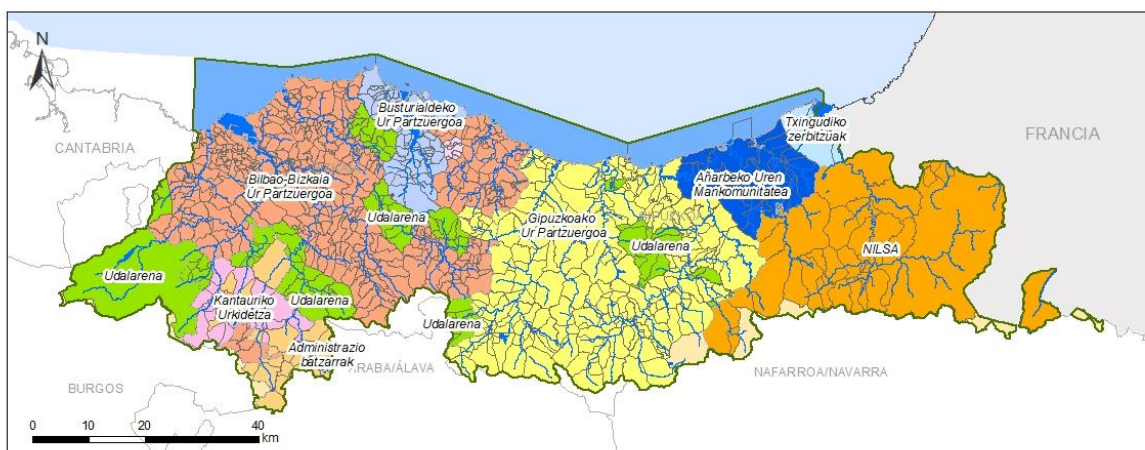 N
CANTABRIA
FRANCIA
Busturialdeko
Ur Partzuergoa
Txingudiko
zerbitzuak
Bilbao-Bizkaia
Ur Partzuergoa
Añarbeko Uren
Mankomunitatea
Udalarena
Gipuzkoako
Ur Partzuergoa
Udalarena
NILSA
Udalarena
Kantauriko
Urkidetza
Udalarena
Udalarena
Administrazio
batzarrak
ARABA/ÁLAVA
NAFARROA/NAVARRA
BURGOS
0 10 20 40
km